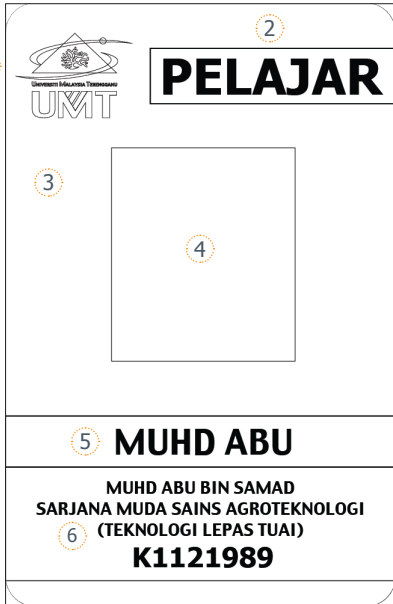 2
PELAJAR
UNIVERSITI MALAYSIA TERENGGANU
UMT
3
4
5 MUHD ABU
MUHD ABU BIN SAMAD
SARJANA MUDA SAINS AGROTEKNOLOGI
6 (TEKNOLOGI LEPAS TUAI)
K1121989